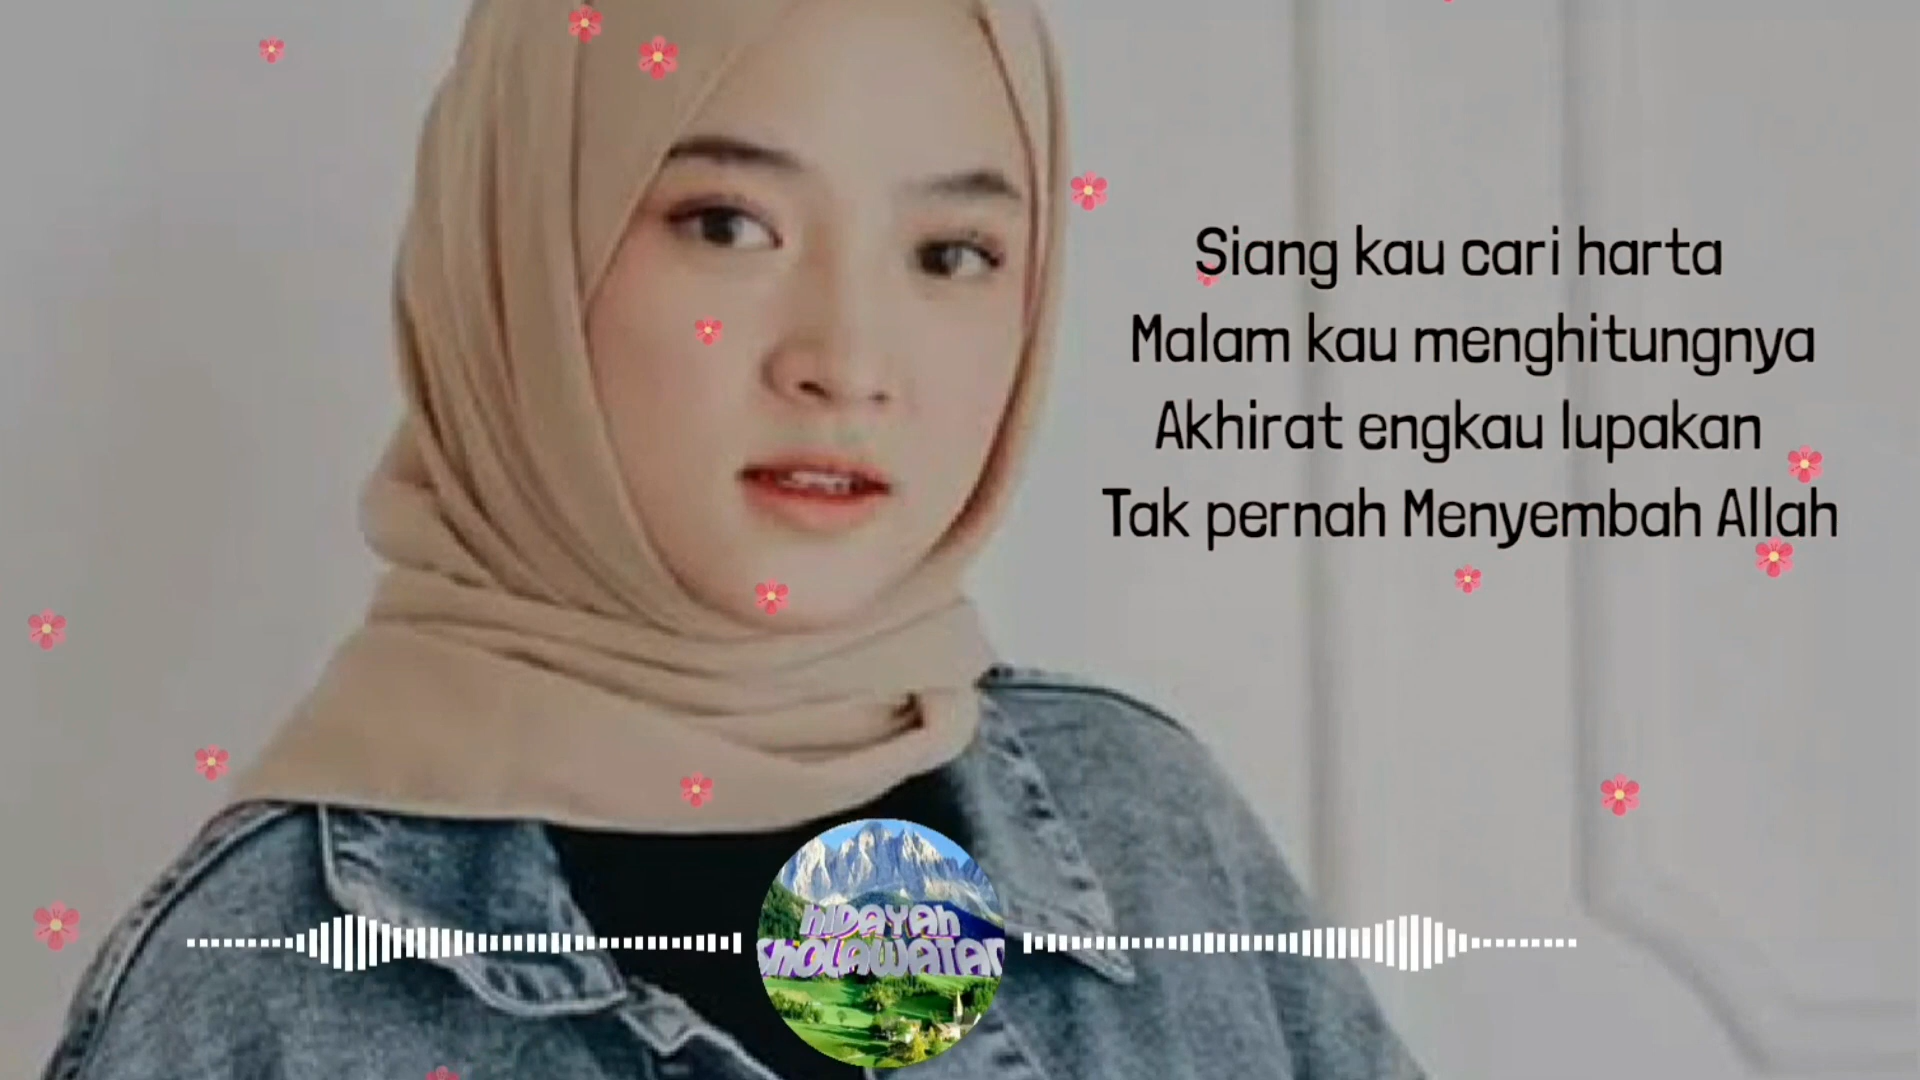 Siang kau cari harta
Malam kau menghitungnya
Akhirat engkau lupakan
Tak pernah Menyembah Allah
HIDAYAH
SHOLAWATAN